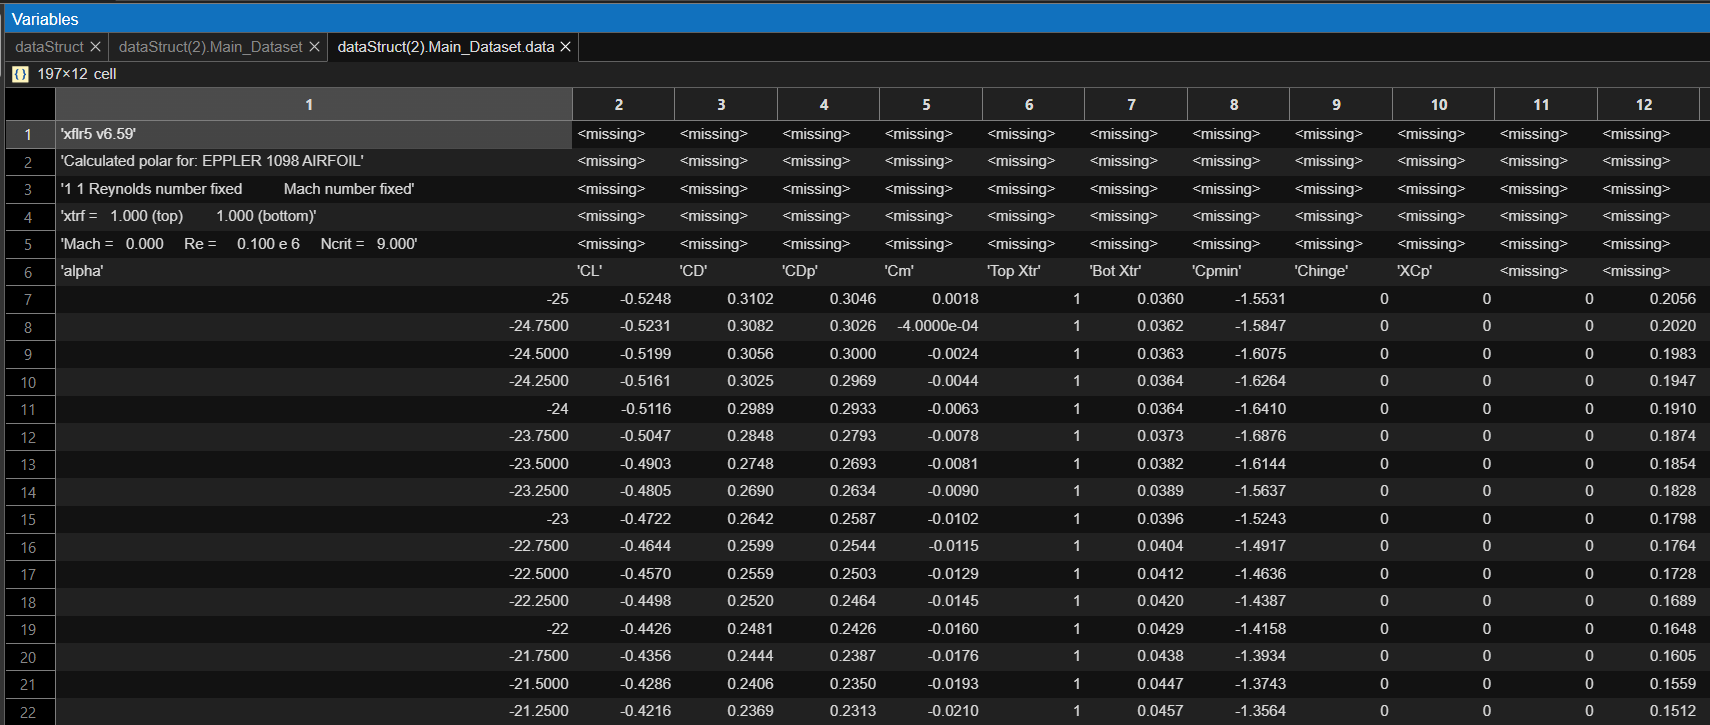 Variables
dataStruct × dataStruct(2).Main_Dataset × dataStruct(2).Main_Dataset.data ×
{} 197×12 cell
1 2 3 4 5 6 7 8 9 10 11 12
1 'xflr5 v6.59' <missing> <missing> <missing> <missing> <missing> <missing> <missing> <missing> <missing> <missing> <missing>
2 'Calculated polar for: EPPLER 1098 AIRFOIL' <missing> <missing> <missing> <missing> <missing> <missing> <missing> <missing> <missing> <missing> <missing>
3 '1 1 Reynolds number fixed          Mach number fixed' <missing> <missing> <missing> <missing> <missing> <missing> <missing> <missing> <missing> <missing> <missing>
4 'xtrf =   1.000 (top)        1.000 (bottom)' <missing> <missing> <missing> <missing> <missing> <missing> <missing> <missing> <missing> <missing> <missing>
5 'Mach =   0.000     Re =     0.100 e 6     Ncrit =   9.000' <missing> <missing> <missing> <missing> <missing> <missing> <missing> <missing> <missing> <missing> <missing>
6 'alpha' 'CL' 'CD' 'CDp' 'Cm' 'Top Xtr' 'Bot Xtr' 'Cpmin' 'Chinge' 'XCp' <missing> <missing>
7 -25 -0.5248 0.3102 0.3046 0.0018 1 0.0360 -1.5531 0 0 0 0.2056
8 -24.7500 -0.5231 0.3082 0.3026 -4.0000e-04 1 0.0362 -1.5847 0 0 0 0.2020
9 -24.5000 -0.5199 0.3056 0.3000 -0.0024 1 0.0363 -1.6075 0 0 0 0.1983
10 -24.2500 -0.5161 0.3025 0.2969 -0.0044 1 0.0364 -1.6264 0 0 0 0.1947
11 -24 -0.5116 0.2989 0.2933 -0.0063 1 0.0364 -1.6410 0 0 0 0.1910
12 -23.7500 -0.5047 0.2848 0.2793 -0.0078 1 0.0373 -1.6876 0 0 0 0.1874
13 -23.5000 -0.4903 0.2748 0.2693 -0.0081 1 0.0382 -1.6144 0 0 0 0.1854
14 -23.2500 -0.4805 0.2690 0.2634 -0.0090 1 0.0389 -1.5637 0 0 0 0.1828
15 -23 -0.4722 0.2642 0.2587 -0.0102 1 0.0396 -1.5243 0 0 0 0.1798
16 -22.7500 -0.4644 0.2599 0.2544 -0.0115 1 0.0404 -1.4917 0 0 0 0.1764
17 -22.5000 -0.4570 0.2559 0.2503 -0.0129 1 0.0412 -1.4636 0 0 0 0.1728
18 -22.2500 -0.4498 0.2520 0.2464 -0.0145 1 0.0420 -1.4387 0 0 0 0.1689
19 -22 -0.4426 0.2481 0.2426 -0.0160 1 0.0429 -1.4158 0 0 0 0.1648
20 -21.7500 -0.4356 0.2444 0.2387 -0.0176 1 0.0438 -1.3934 0 0 0 0.1605
21 -21.5000 -0.4286 0.2406 0.2350 -0.0193 1 0.0447 -1.3743 0 0 0 0.1559
22 -21.2500 -0.4216 0.2369 0.2313 -0.0210 1 0.0457 -1.3564 0 0 0 0.1512